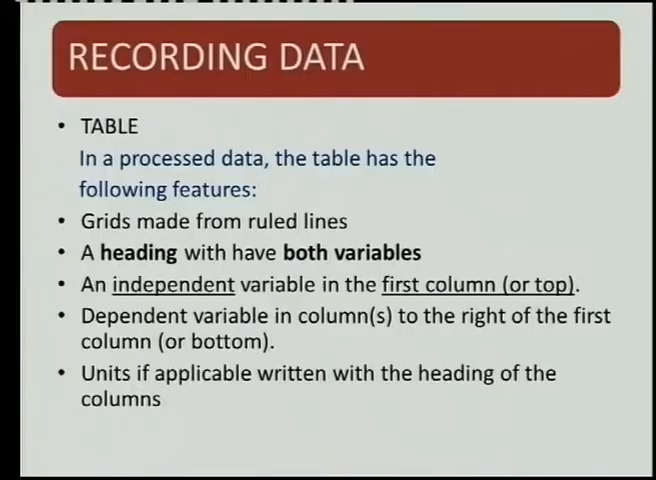 RECORDING DATA
• TABLE
In a processed data, the table has the
following features:
• Grids made from ruled lines
• A heading with have both variables
• An independent variable in the first column (or top).
• Dependent variable in column(s) to the right of the first
column (or bottom).
• Units if applicable written with the heading of the
columns